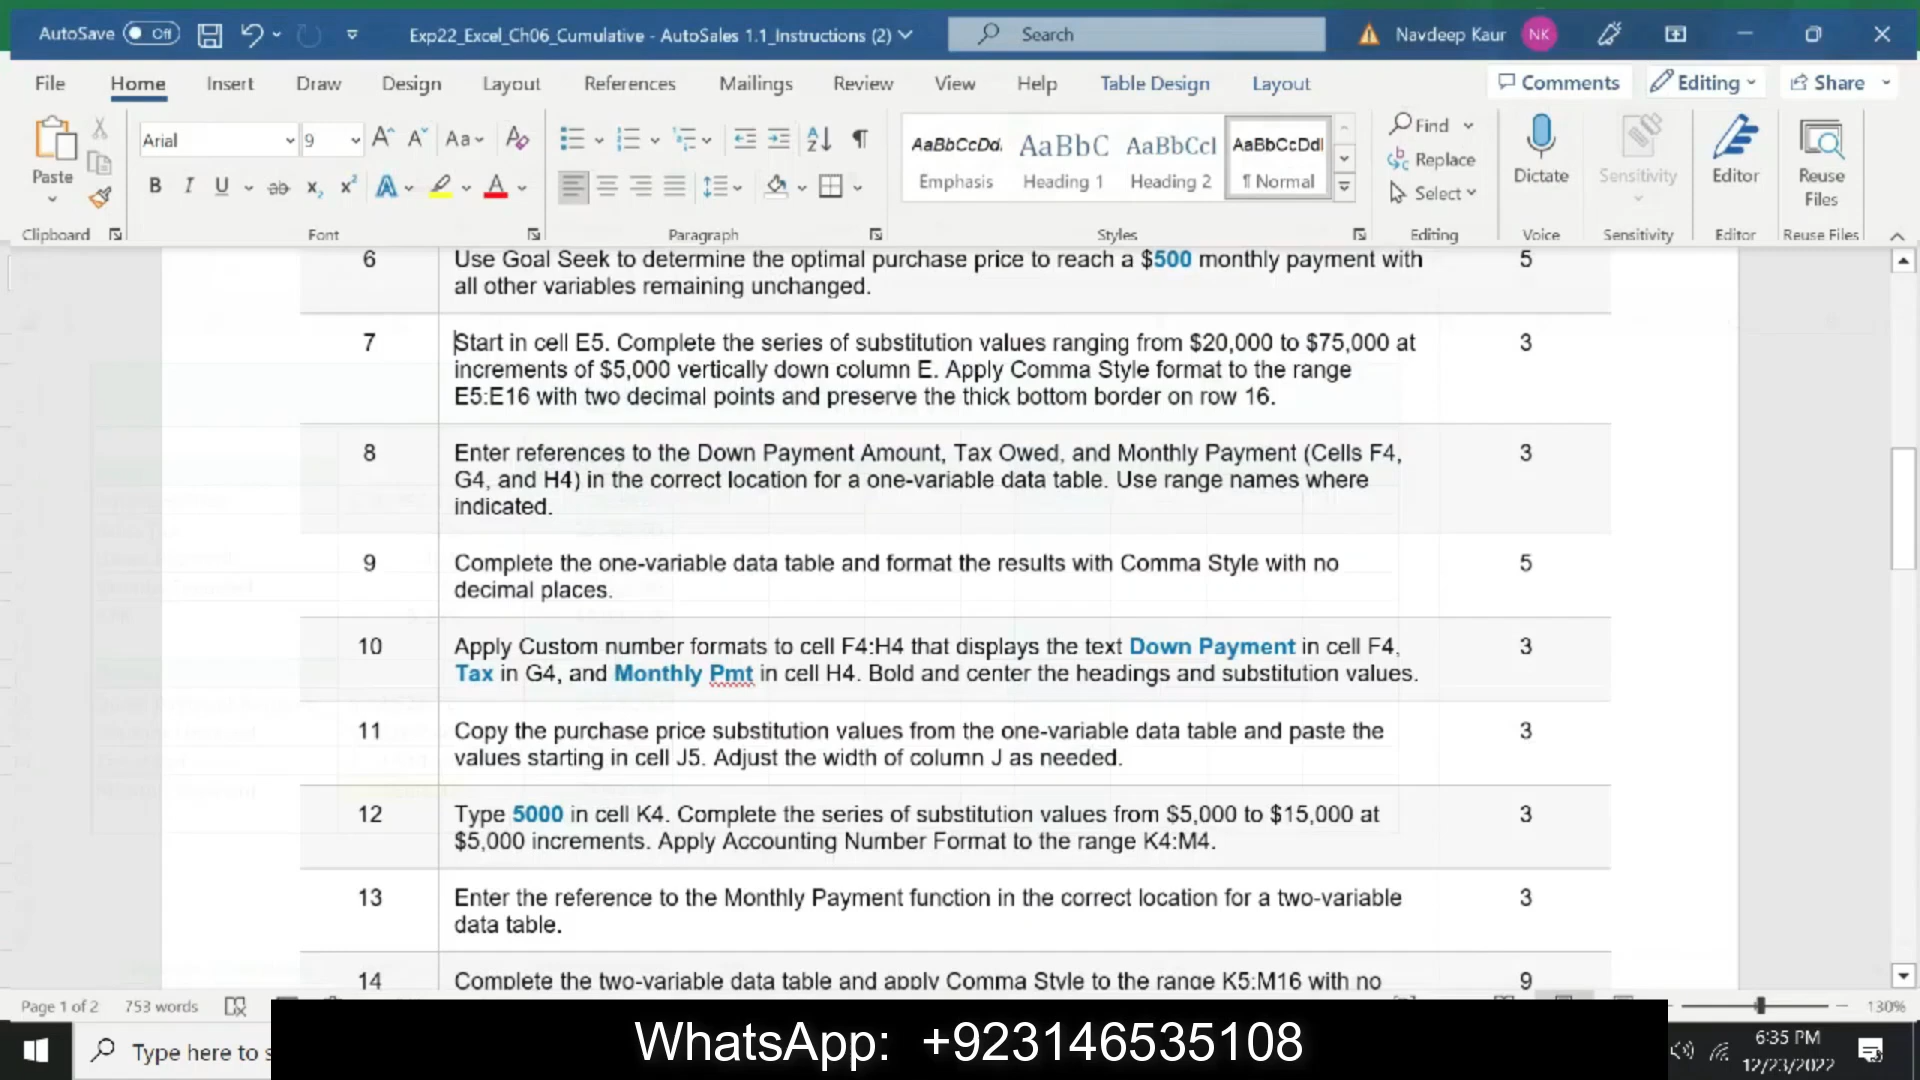 AutoSave Off Exp22_Excel_Ch06_Cumulative - AutoSales 1.1_Instructions (2) Search Navdeep Kaur NK
File Home Insert Draw Design Layout References Mailings Review View Help Table Design Layout Comments Editing Share
Paste
Clipboard
Arial 9
Aa
B I U ab x, x² A A
Font
Paragraph
AaBbCcDd, AaBbC AaBbCcl AaBbCcDdl
Emphasis Heading 1 Heading 2 ¶ Normal
Styles
Find
Replace
Select
Editing
Dictate
Voice
Sensitivity
Sensitivity
Editor
Editor
Reuse
Files
Reuse Files
6 Use Goal Seek to determine the optimal purchase price to reach a $500 monthly payment with 5
all other variables remaining unchanged.
7 Start in cell E5. Complete the series of substitution values ranging from $20,000 to $75,000 at 3
increments of $5,000 vertically down column E. Apply Comma Style format to the range
E5:E16 with two decimal points and preserve the thick bottom border on row 16.
8 Enter references to the Down Payment Amount, Tax Owed, and Monthly Payment (Cells F4, 3
G4, and H4) in the correct location for a one-variable data table. Use range names where
indicated.
9 Complete the one-variable data table and format the results with Comma Style with no 5
decimal places.
10 Apply Custom number formats to cell F4:H4 that displays the text Down Payment in cell F4, 3
Tax in G4, and Monthly Pmt in cell H4. Bold and center the headings and substitution values.
11 Copy the purchase price substitution values from the one-variable data table and paste the 3
values starting in cell J5. Adjust the width of column J as needed.
12 Type 5000 in cell K4. Complete the series of substitution values from $5,000 to $15,000 at 3
$5,000 increments. Apply Accounting Number Format to the range K4:M4.
13 Enter the reference to the Monthly Payment function in the correct location for a two-variable 3
data table.
14 Complete the two-variable data table and apply Comma Style to the range K5:M16 with no 9
Page 1 of 2 753 words 130%
Type here to s
WhatsApp: +923146535108
6:35 PM
12/23/2022